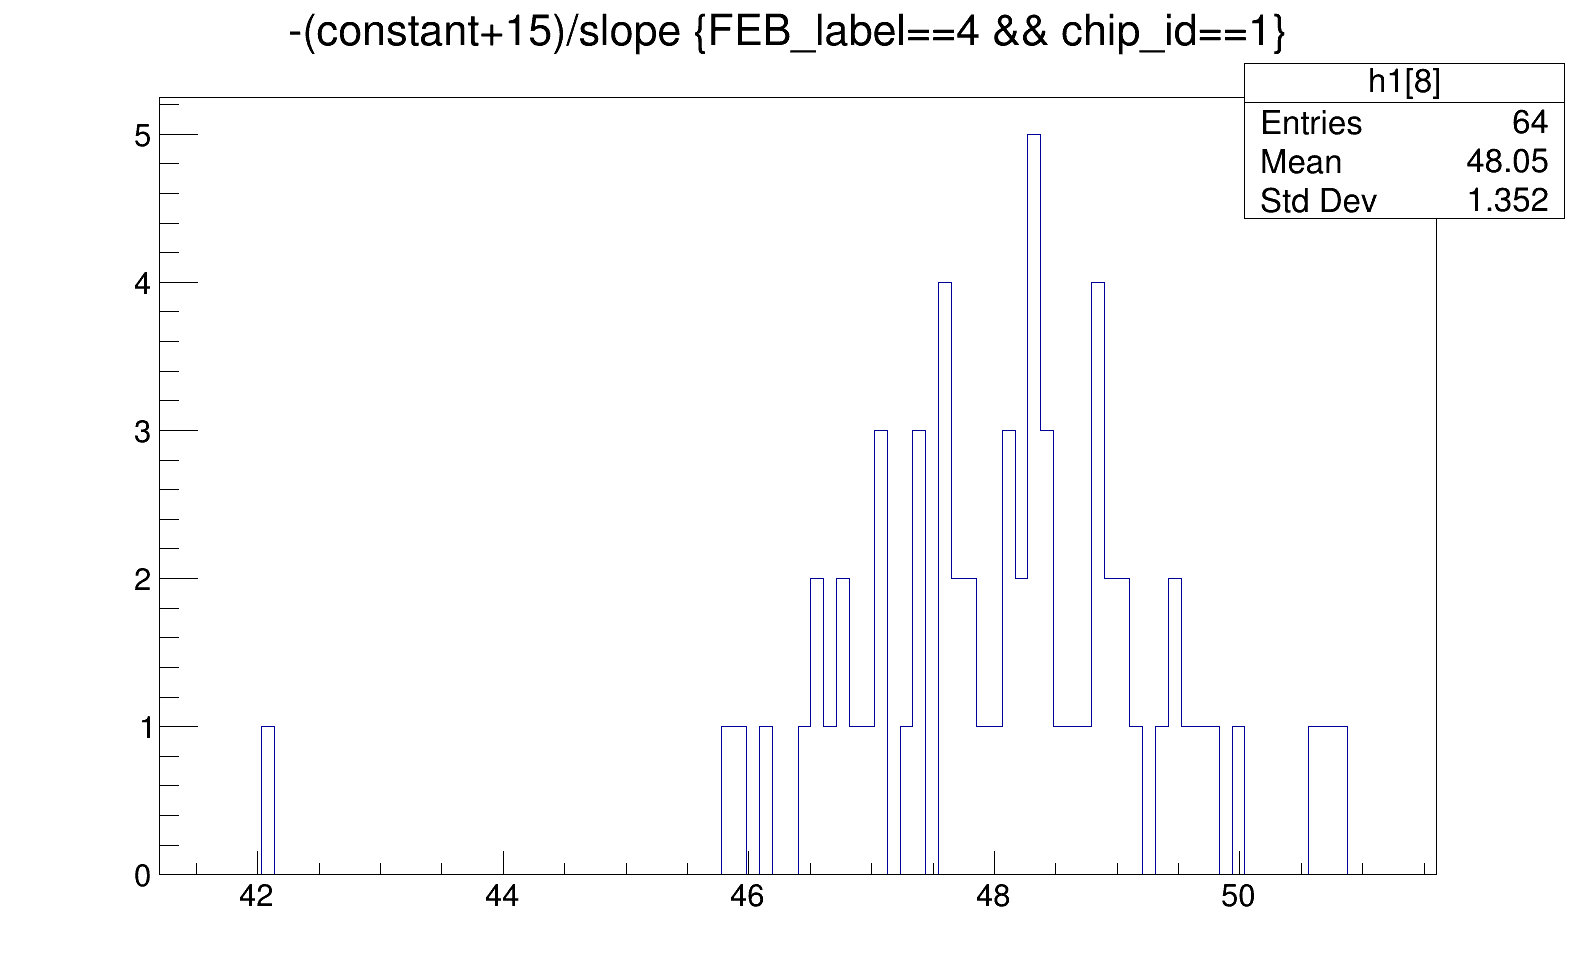 -(constant+15)/slope {FEB_label==4 && chip_id==1}
h1[8]
Entries 64
Mean 48.05
Std Dev 1.352
5
4
3
2
1
0
42 44 46 48 50